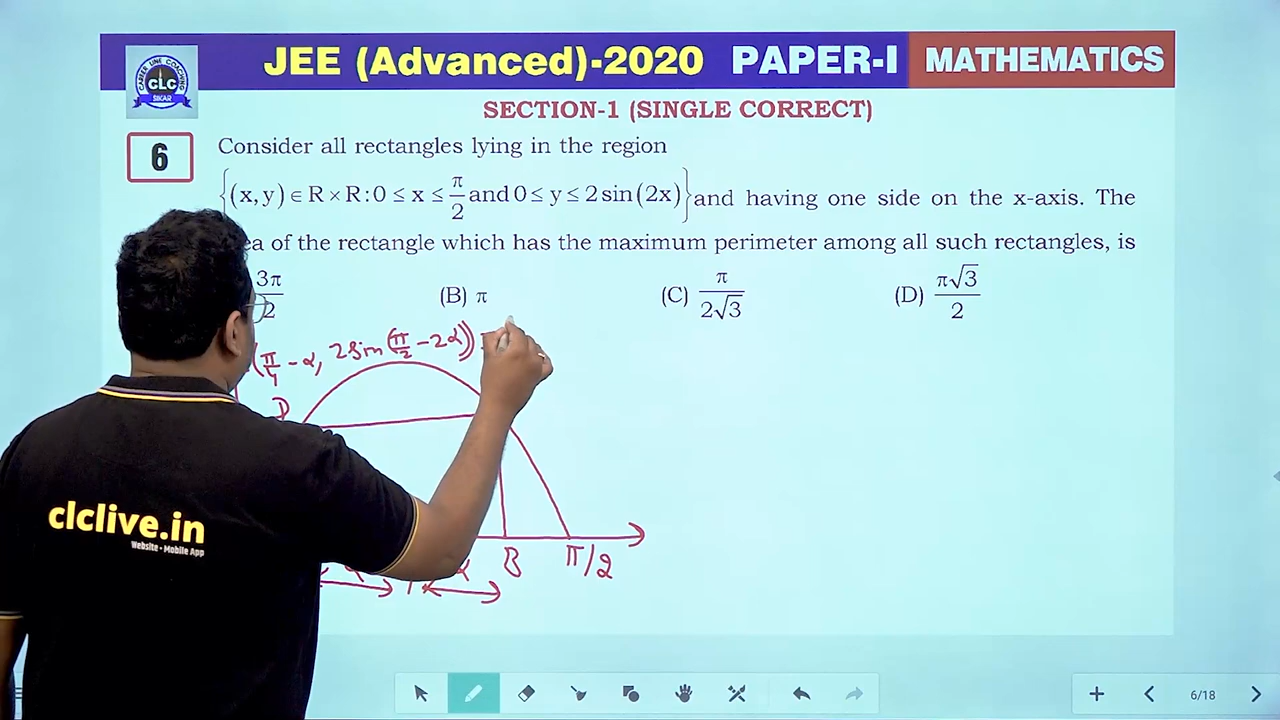 JEE (Advanced)-2020 PAPER-I MATHEMATICS
CLC
SIKAR
SECTION-1 (SINGLE CORRECT)
6 Consider all rectangles lying in the region
{(x,y)∈R×R:0≤x≤π/2 and 0≤y≤2sin(2x)} and having one side on the x-axis. The
ea of the rectangle which has the maximum perimeter among all such rectangles, is
3π/2 (B) π (C) π/2√3 (D) π√3/2
(π/4 - α, 2sin(π/2 - 2α))
D
B π/2
α
clclive.in
Website • Mobile App
6/18